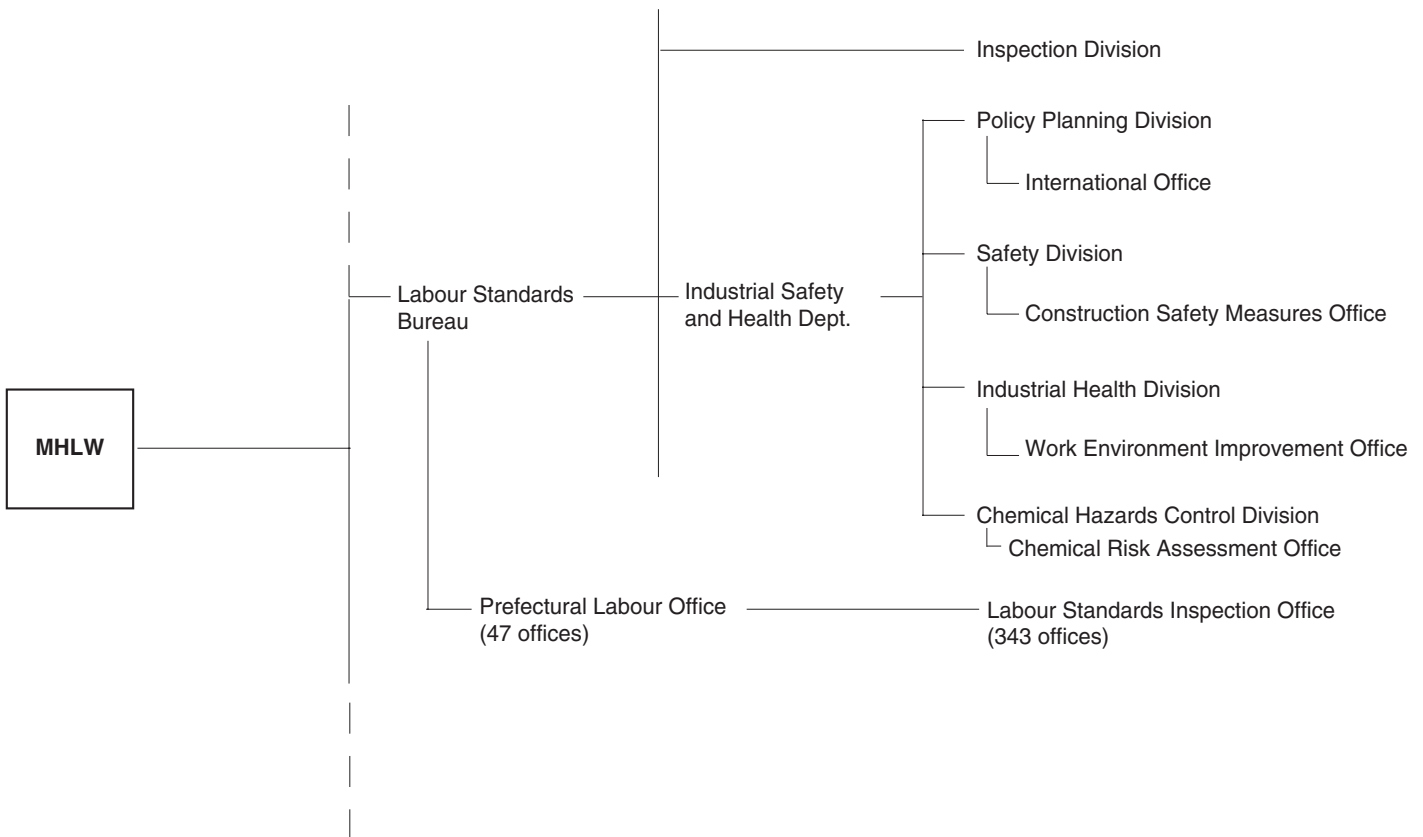 Inspection Division
Policy Planning Division
International Office
Safety Division
Labour Standards
Bureau
Industrial Safety
and Health Dept.
Construction Safety Measures Office
Industrial Health Division
MHLW
Work Environment Improvement Office
Chemical Hazards Control Division
Chemical Risk Assessment Office
Prefectural Labour Office
(47 offices)
Labour Standards Inspection Office
(343 offices)